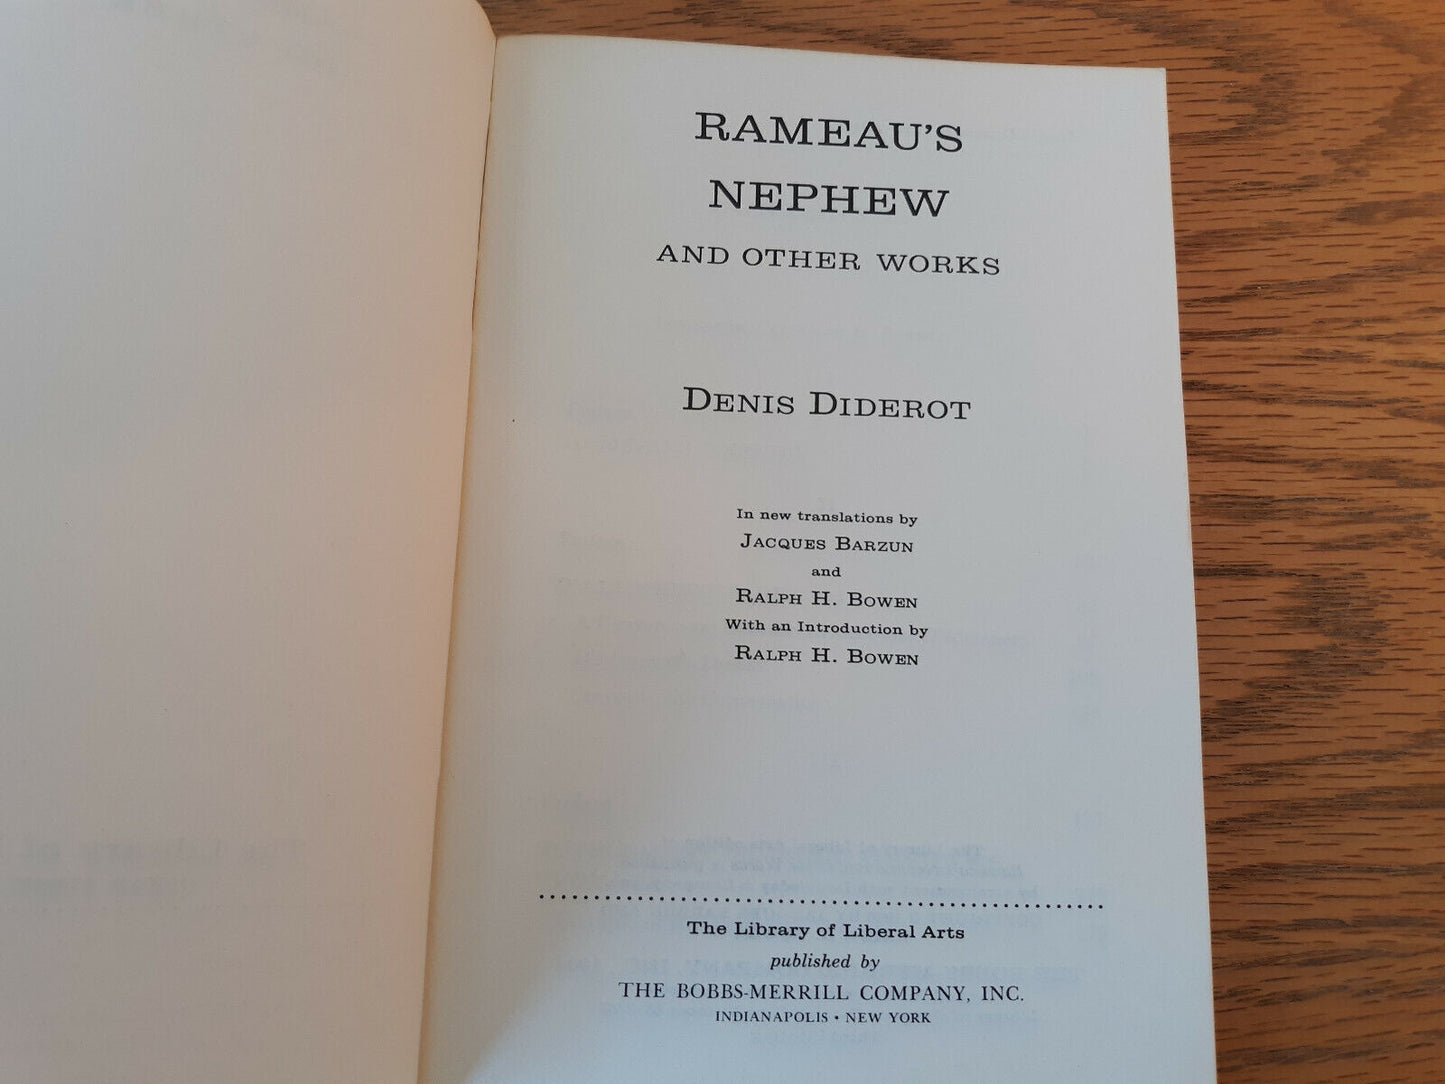 RAMEAU'S
NEPHEW
AND OTHER WORKS
DENIS DIDEROT
In new translations by
JACQUES BARZUN
and
RALPH H. BOWEN
With an Introduction by
RALPH H. BOWEN
The Library of Liberal Arts
published by
THE BOBBS-MERRILL COMPANY, INC.
INDIANAPOLIS • NEW YORK